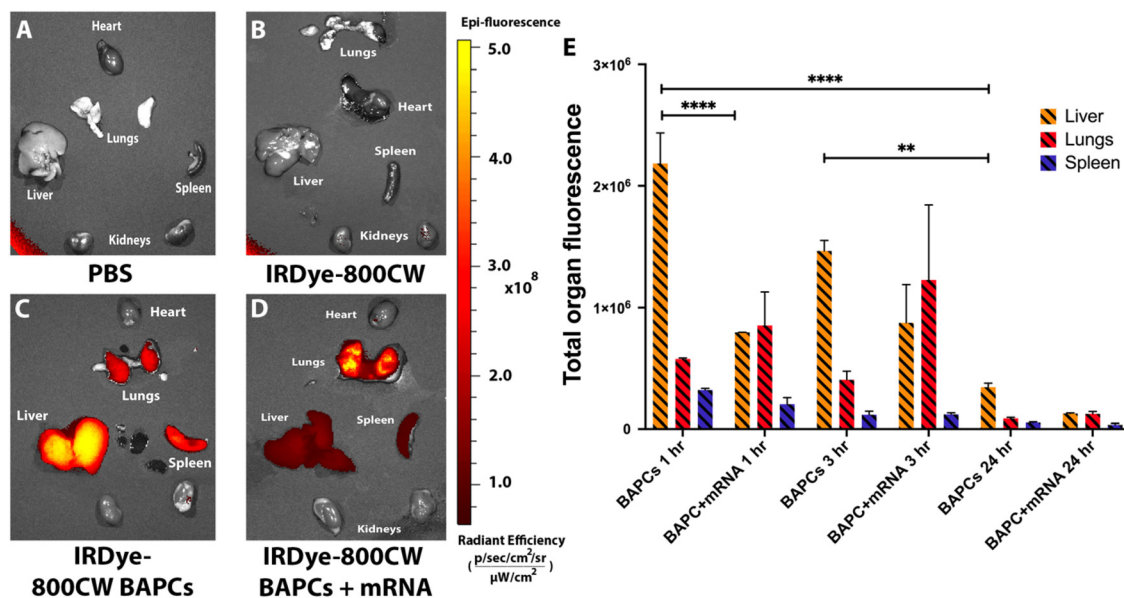 A
Heart
Lungs
Liver
Spleen
Kidneys
PBS
B
Lungs
Heart
Spleen
Liver
Kidneys
IRDye-800CW
C
Heart
Lungs
Liver
Spleen
IRDye-
800CW BAPCs
D
Heart
Lungs
Liver
Spleen
Kidneys
IRDye-800CW
BAPCs + mRNA
Epi-fluorescence
5.0
4.0
3.0
x10⁸
2.0
1.0
Radiant Efficiency
(p/sec/cm²/sr
µW/cm²)
E
Total organ fluorescence
3×10⁶
2×10⁶
1×10⁶
0
****
****
**
Liver
Lungs
Spleen
BAPCs 1 hr
BAPC+mRNA 1 hr
BAPCs 3 hr
BAPC+mRNA 3 hr
BAPCs 24 hr
BAPC+mRNA 24 hr